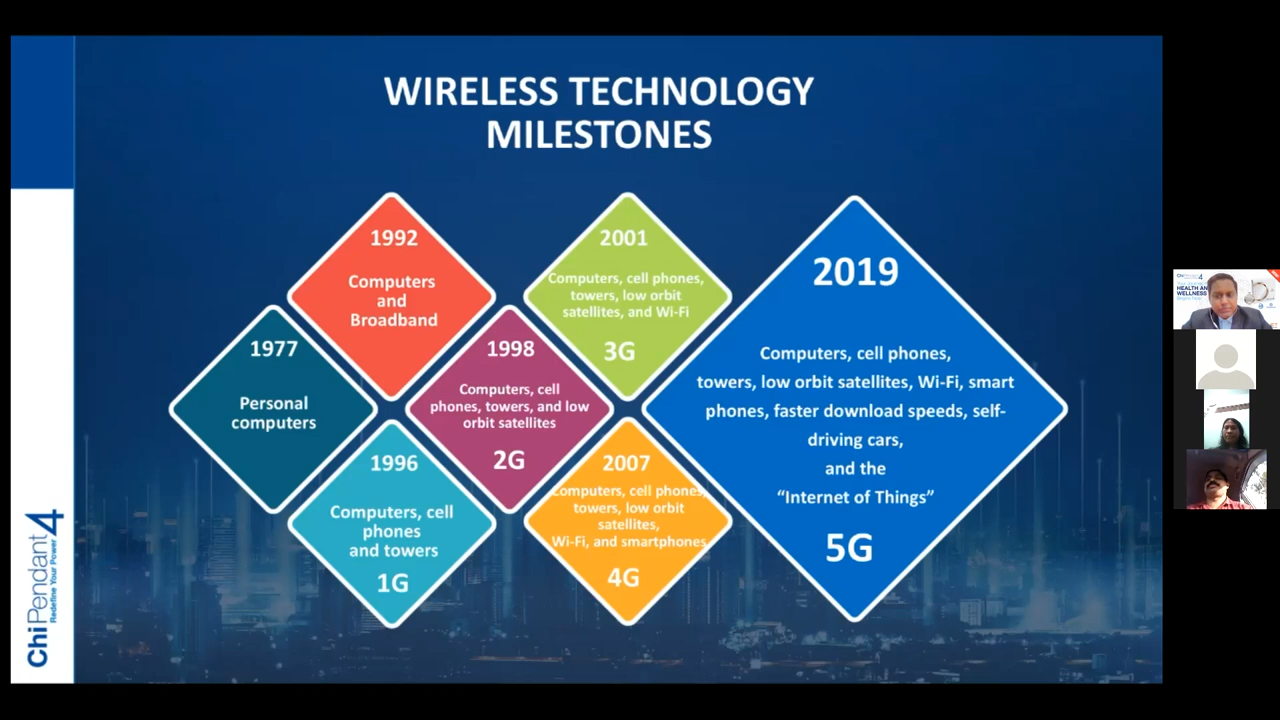 WIRELESS TECHNOLOGY
MILESTONES
1977
Personal
computers
1992
Computers
and
Broadband
1996
Computers, cell
phones
and towers
1G
1998
Computers, cell
phones, towers, and low
orbit satellites
2G
2001
Computers, cell phones,
towers, low orbit
satellites, and Wi-Fi
3G
2007
Computers, cell phones,
towers, low orbit
satellites,
Wi-Fi, and smartphones
4G
2019
Computers, cell phones,
towers, low orbit satellites, Wi-Fi, smart
phones, faster download speeds, self-
driving cars,
and the
“Internet of Things”
5G
ChiPendant4
Redefine Your Power
HEALTH AN
WELLNESS